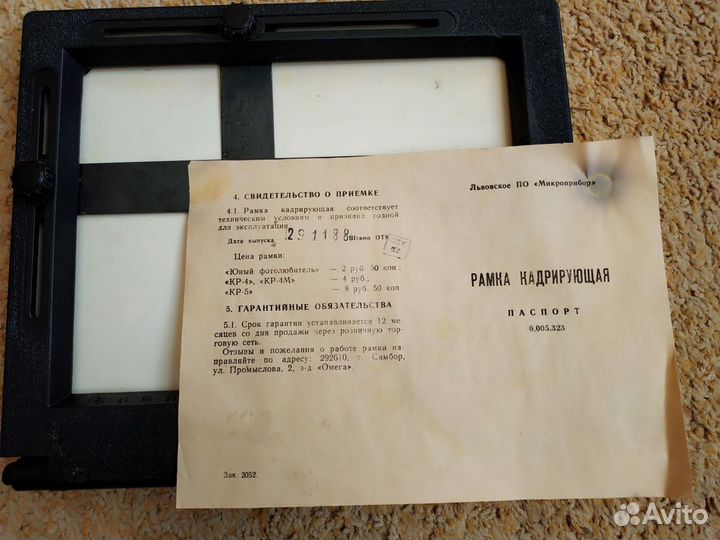 4. СВИДЕТЕЛЬСТВО О ПРИЕМКЕ
4.1. Рамка кадрирующая соответствует
техническим условиям и признана годной
для эксплуатации.
Дата выпуска 291188 Штамп ОТК
Цена рамки:
«Юный фотолюбитель» — 2 руб. 50 коп.;
«КР-4», «КР-4М» — 4 руб.;
«КР-5» — 8 руб. 50 коп.
5. ГАРАНТИЙНЫЕ ОБЯЗАТЕЛЬСТВА
5.1. Срок гарантии устанавливается 12 ме-
сяцев со дня продажи через розничную тор-
говую сеть.
Отзывы и пожелания о работе рамки на-
правляйте по адресу: 292610, г. Самбор,
ул. Промыслова, 2, з-д «Омега».
Зак. 2052.
Львовское ПО «Микроприбор»
РАМКА КАДРИРУЮЩАЯ
ПАСПОРТ
0.005.323
Avito